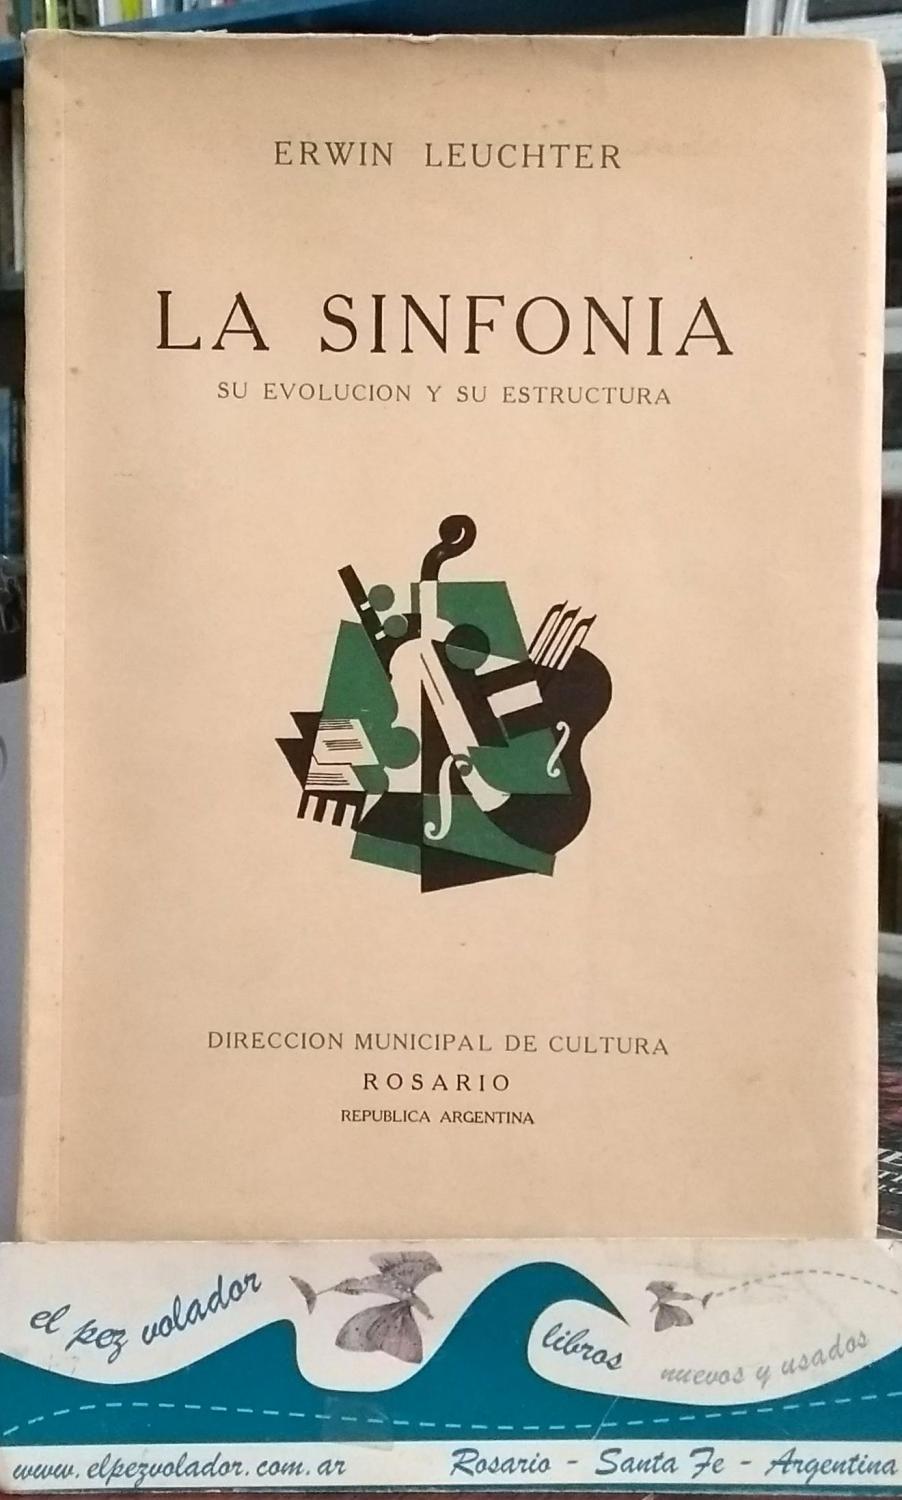 ERWIN LEUCHTER
LA SINFONIA
SU EVOLUCION Y SU ESTRUCTURA
DIRECCION MUNICIPAL DE CULTURA
ROSARIO
REPUBLICA ARGENTINA
el pez volador
libros
nuevos y usados
www.elpezvolador.com.ar
Rosario - Santa Fe - Argentina